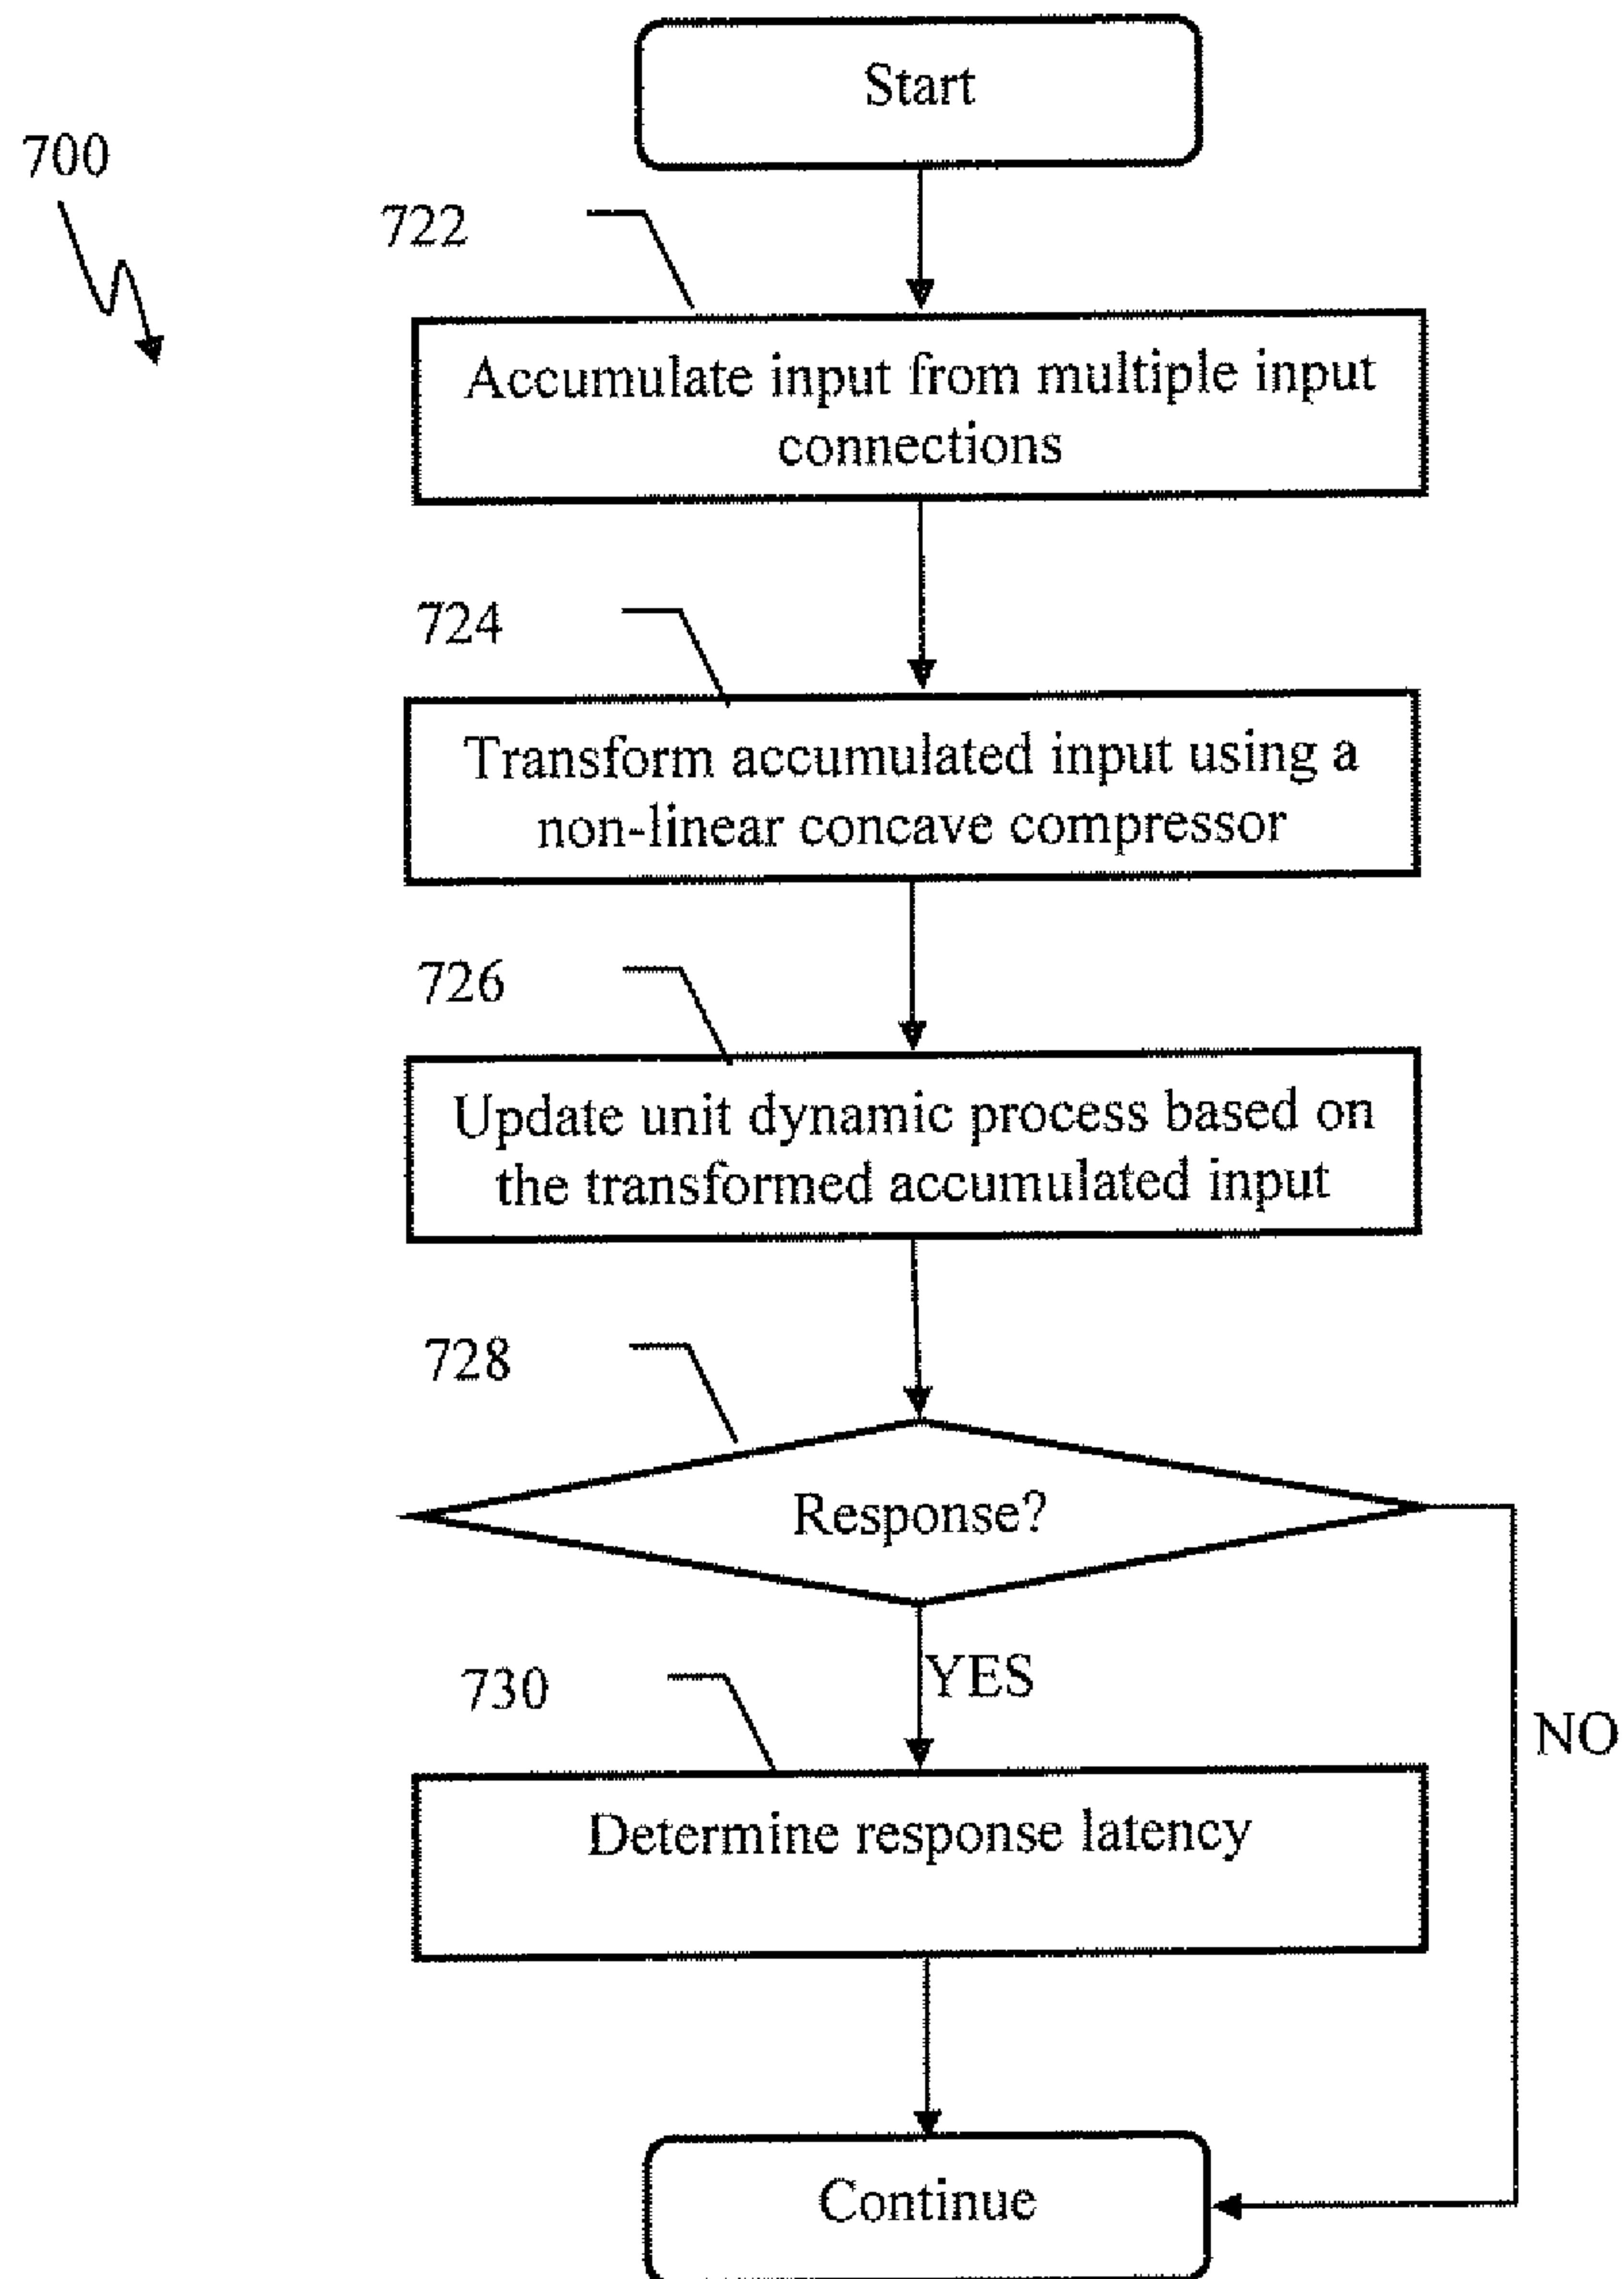 Start
700
722
Accumulate input from multiple input
connections
724
Transform accumulated input using a
non-linear concave compressor
726
Update unit dynamic process based on
the transformed accumulated input
728
Response?
YES
730
NO
Determine response latency
Continue